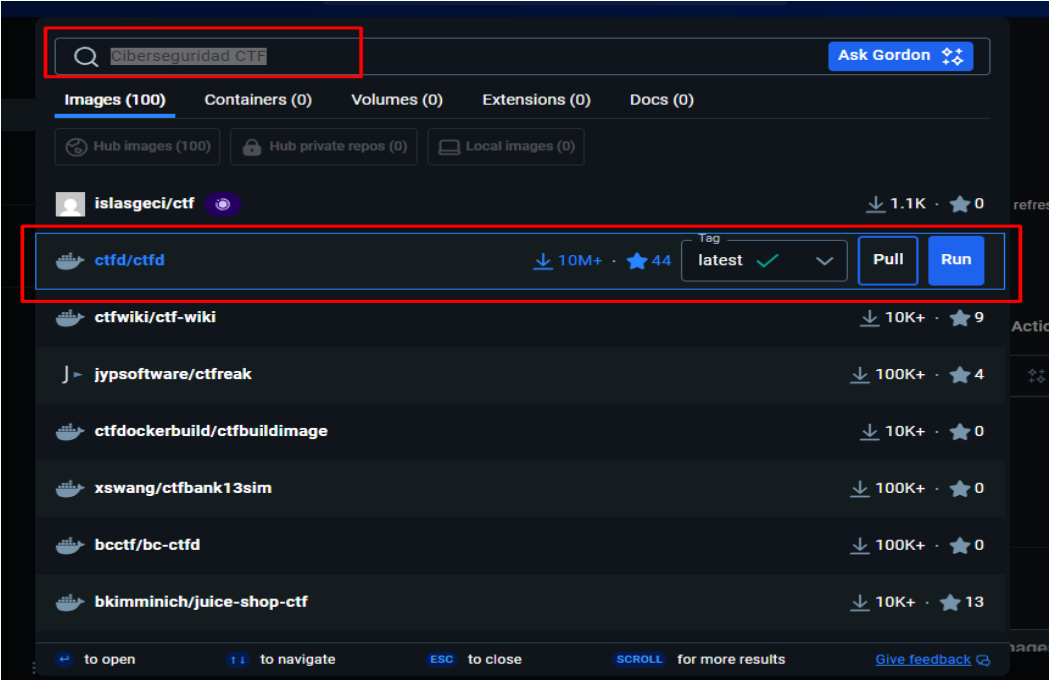 Ciberseguridad CTF
Ask Gordon
Images (100) Containers (0) Volumes (0) Extensions (0) Docs (0)
Hub images (100) Hub private repos (0) Local images (0)
islasgeci/ctf 1.1K · 0
Tag
ctfd/ctfd 10M+ · 44 latest Pull Run
ctfwiki/ctf-wiki 10K+ · 9
jypsoftware/ctfreak 100K+ · 4
ctfdockerbuild/ctfbuildimage 10K+ · 0
xswang/ctfbank13sim 100K+ · 0
bcctf/bc-ctfd 100K+ · 0
bkimminich/juice-shop-ctf 10K+ · 13
to open to navigate ESC to close SCROLL for more results Give feedback
refres
Actio